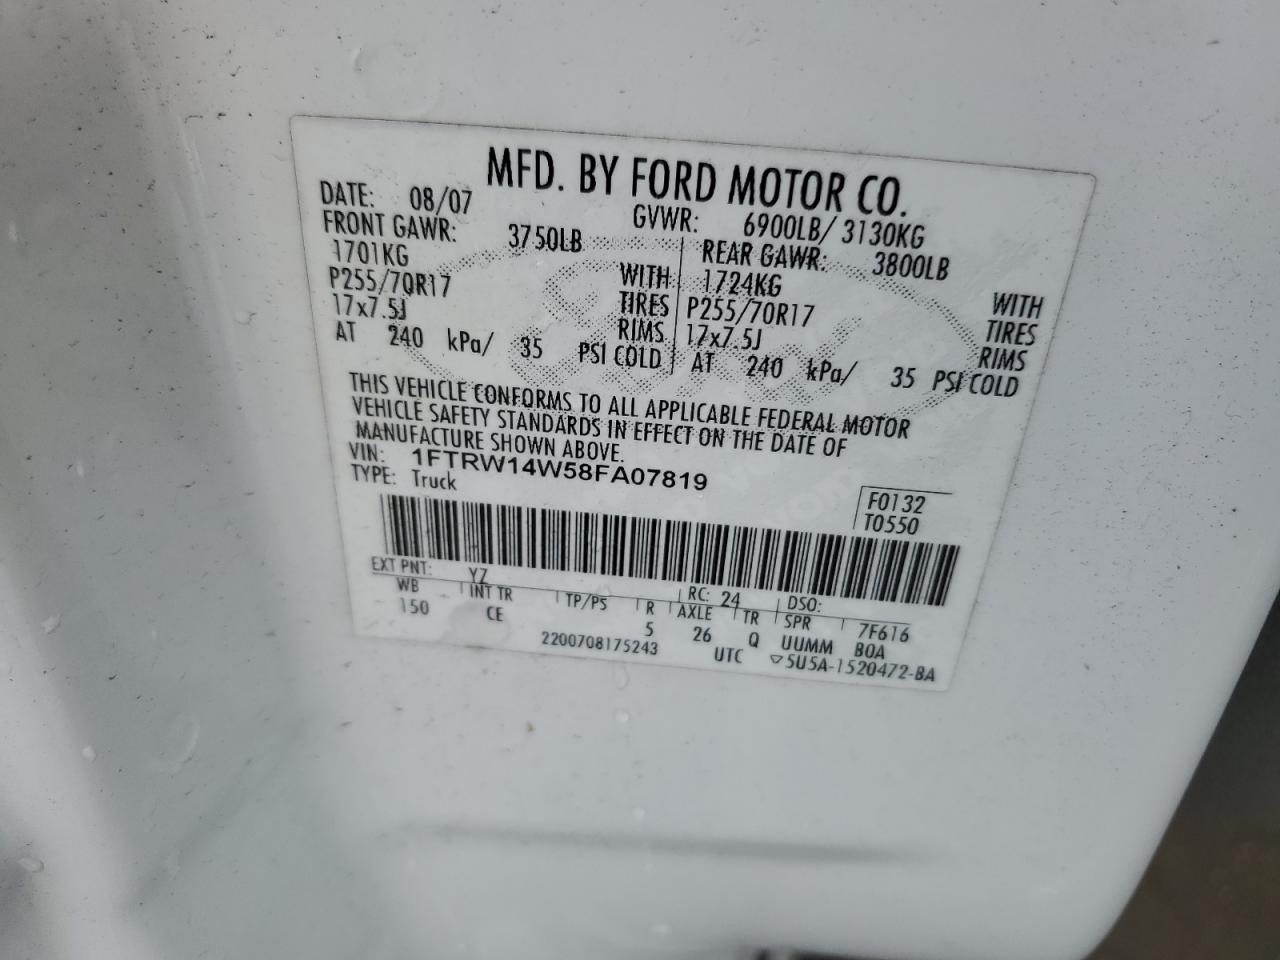 MFD. BY FORD MOTOR CO.
DATE: 08/07 GVWR: 6900LB/ 3130KG
FRONT GAWR: 3750LB REAR GAWR: 3800LB
1701KG WITH 1724KG WITH
P255/70R17 TIRES P255/70R17 TIRES
17x7.5J RIMS 17x7.5J RIMS
AT 240 kPa/ 35 PSI COLD AT 240 kPa/ 35 PSI COLD
THIS VEHICLE CONFORMS TO ALL APPLICABLE FEDERAL MOTOR
VEHICLE SAFETY STANDARDS IN EFFECT ON THE DATE OF
MANUFACTURE SHOWN ABOVE.
VIN: 1FTRW14W58FA07819
TYPE: Truck
F0132
T0550
EXT PNT: YZ RC: 24 DSO:
WB INT TR TP/PS R AXLE TR SPR 7F616
150 CE 5 26 Q UUMM BOA
2200708175243 UTC ▽5U5A-1520472-BA